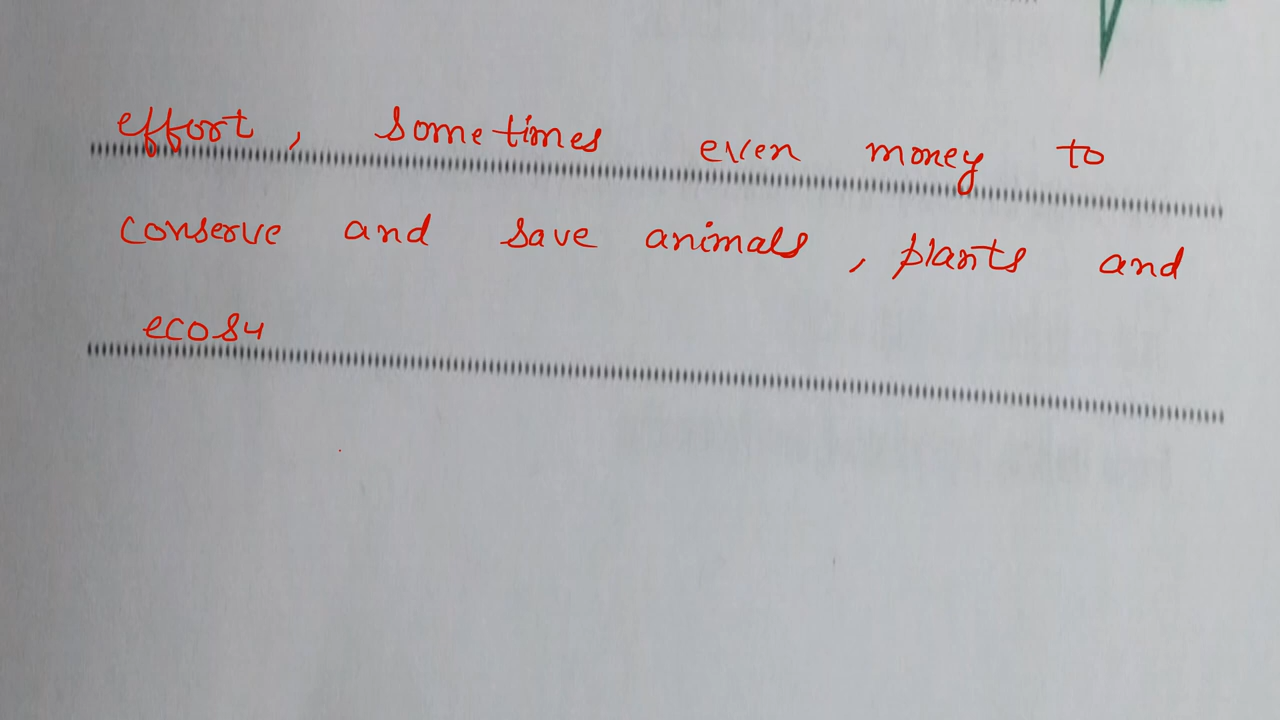 effort, sometimes even money to
conserve and save animals, plants and
ecosy